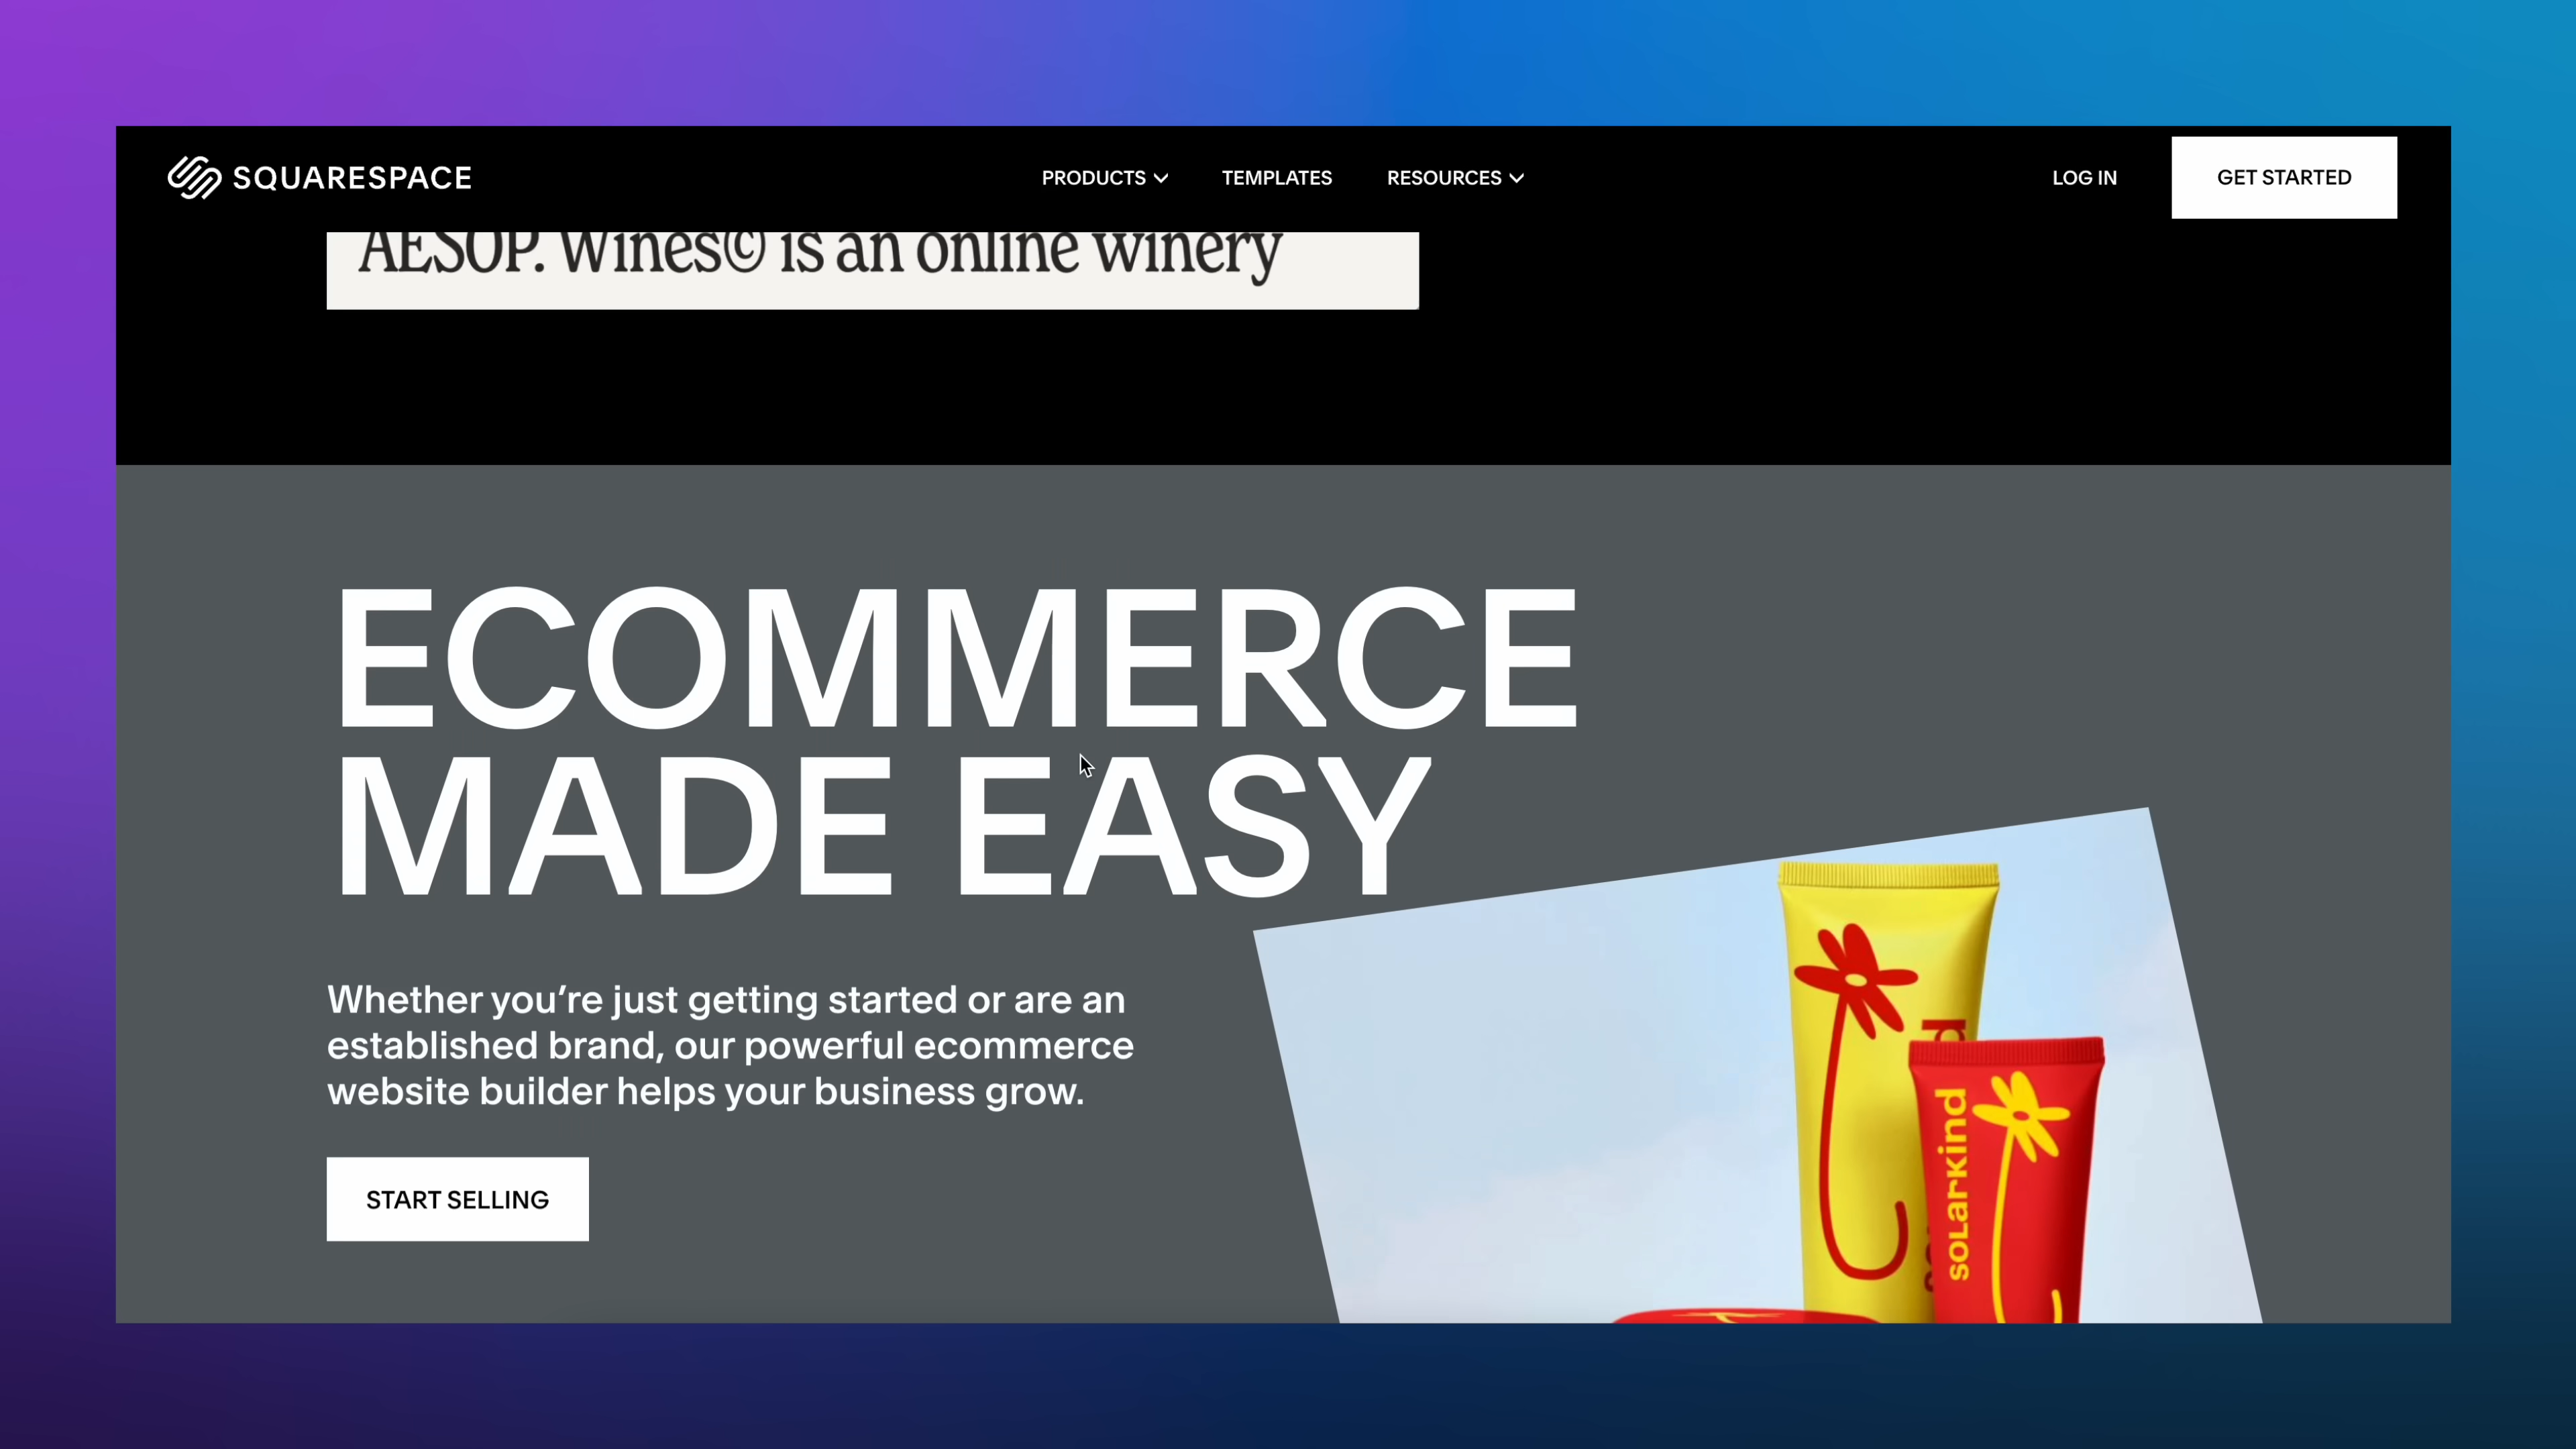 SQUARESPACE
PRODUCTS
TEMPLATES
RESOURCES
LOG IN
GET STARTED
AESOP. Wines© is an online winery
ECOMMERCE
MADE EASY
Whether you’re just getting started or are an
established brand, our powerful ecommerce
website builder helps your business grow.
START SELLING
solarkind